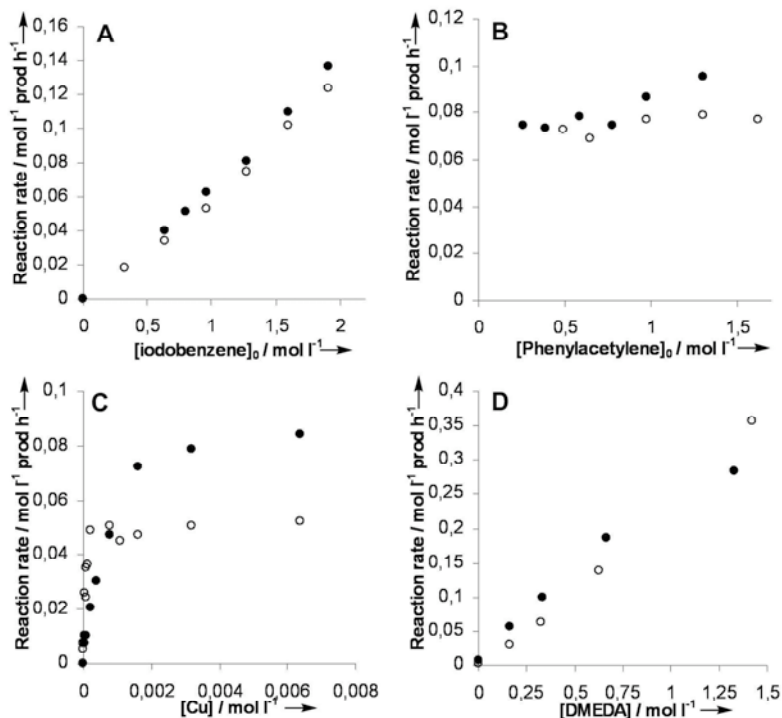 A
Reaction rate / mol l⁻¹ prod h⁻¹
0,16
0,14
0,12
0,1
0,08
0,06
0,04
0,02
0
0 0,5 1 1,5 2
[iodobenzene]₀ / mol l⁻¹
B
Reaction rate / mol l⁻¹ prod h⁻¹
0,12
0,1
0,08
0,06
0,04
0,02
0
0 0,5 1 1,5
[Phenylacetylene]₀ / mol l⁻¹
C
Reaction rate / mol l⁻¹ prod h⁻¹
0,1
0,08
0,06
0,04
0,02
0
0 0,002 0,004 0,006 0,008
[Cu] / mol l⁻¹
D
Reaction rate / mol l⁻¹ prod h⁻¹
0,4
0,35
0,3
0,25
0,2
0,15
0,1
0,05
0
0 0,25 0,5 0,75 1 1,25 1,5
[DMEDA] / mol l⁻¹